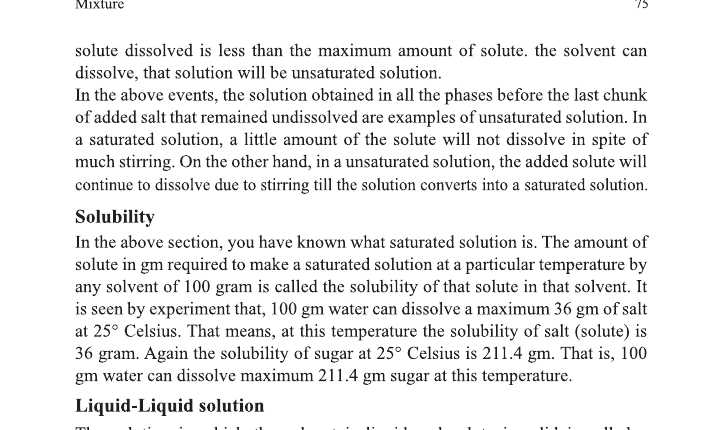 Mixture 75
solute dissolved is less than the maximum amount of solute. the solvent can
dissolve, that solution will be unsaturated solution.
In the above events, the solution obtained in all the phases before the last chunk
of added salt that remained undissolved are examples of unsaturated solution. In
a saturated solution, a little amount of the solute will not dissolve in spite of
much stirring. On the other hand, in a unsaturated solution, the added solute will
continue to dissolve due to stirring till the solution converts into a saturated solution.
Solubility
In the above section, you have known what saturated solution is. The amount of
solute in gm required to make a saturated solution at a particular temperature by
any solvent of 100 gram is called the solubility of that solute in that solvent. It
is seen by experiment that, 100 gm water can dissolve a maximum 36 gm of salt
at 25° Celsius. That means, at this temperature the solubility of salt (solute) is
36 gram. Again the solubility of sugar at 25° Celsius is 211.4 gm. That is, 100
gm water can dissolve maximum 211.4 gm sugar at this temperature.
Liquid-Liquid solution